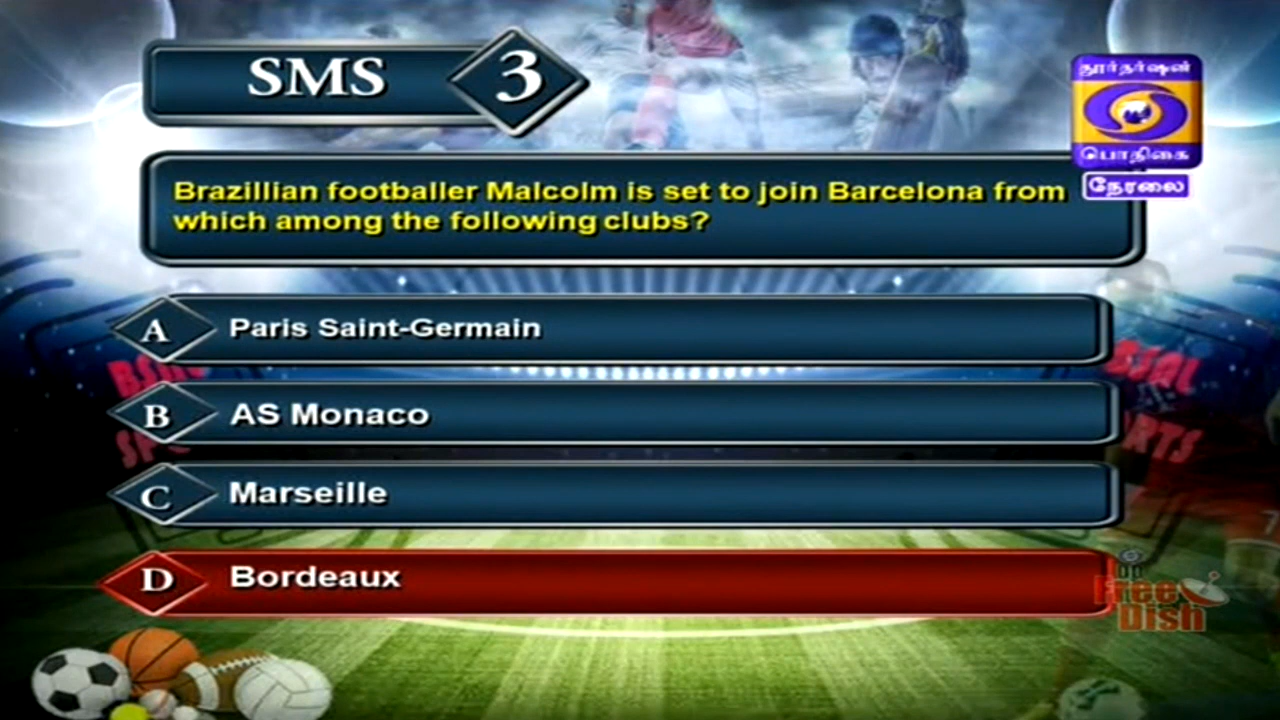 SMS 3
தூர்தர்ஷன்
பொதிகை
நேரலை
Brazillian footballer Malcolm is set to join Barcelona from
which among the following clubs?
A Paris Saint-Germain
B AS Monaco
C Marseille
D Bordeaux
Top
Free
Dish